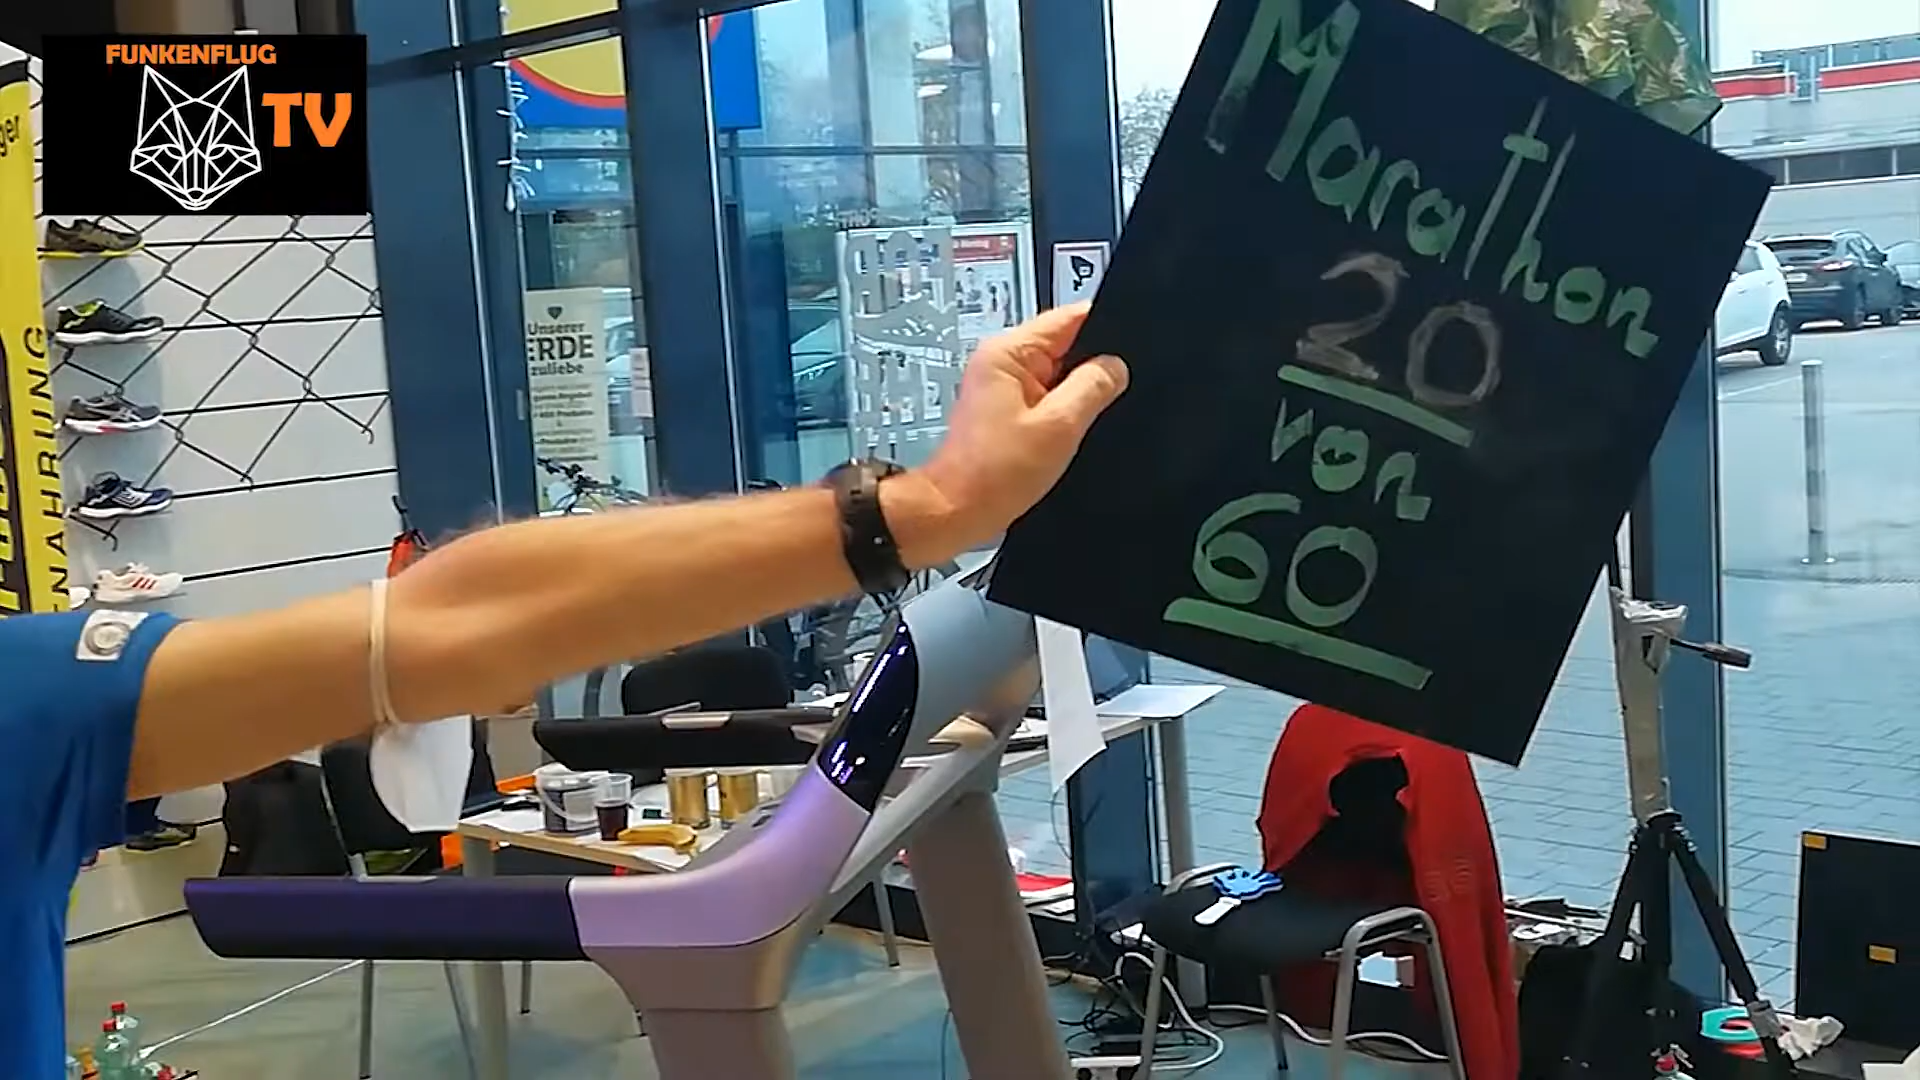 FUNKENFLUG
TV
Marathon
20
von
60
Unserer
ERDE
zuliebe
NAHRUNG